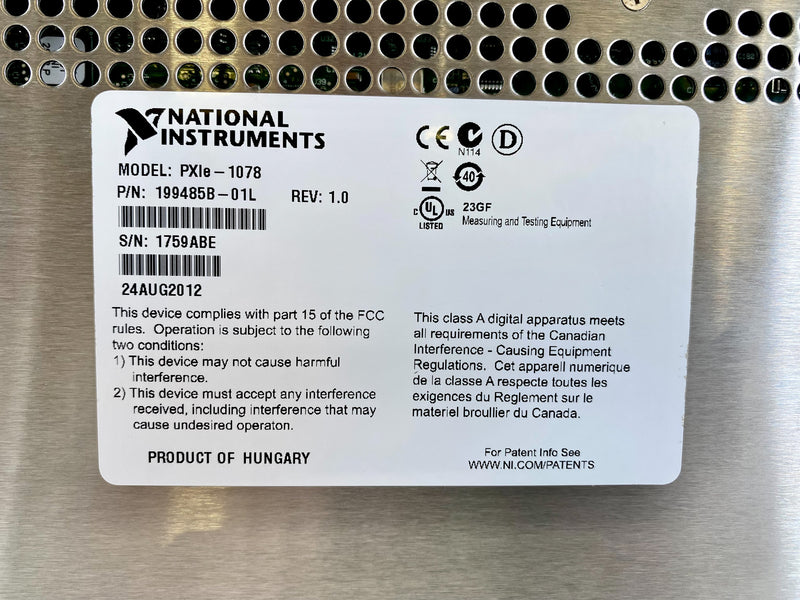 NATIONAL
INSTRUMENTS
MODEL: PXIe-1078
P/N: 199485B-01L REV: 1.0
S/N: 1759ABE
24AUG2012
This device complies with part 15 of the FCC
rules. Operation is subject to the following
two conditions:
1) This device may not cause harmful
interference.
2) This device must accept any interference
received, including interference that may
cause undesired operaton.
PRODUCT OF HUNGARY
CE N114 D
40
C UL US
LISTED
23GF
Measuring and Testing Equipment
This class A digital apparatus meets
all requirements of the Canadian
Interference - Causing Equipment
Regulations. Cet appareil numerique
de la classe A respecte toutes les
exigences du Reglement sur le
materiel broullier du Canada.
For Patent Info See
WWW.NI.COM/PATENTS